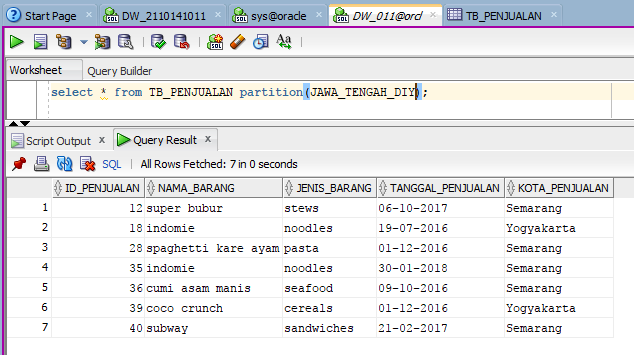 Start Page DW_2110141011 sys@oracle DW_011@orcl TB_PENJUALAN
Aa
Worksheet Query Builder
select * from TB_PENJUALAN partition(JAWA_TENGAH_DIY);
Script Output x Query Result x
SQL All Rows Fetched: 7 in 0 seconds
ID_PENJUALAN NAMA_BARANG JENIS_BARANG TANGGAL_PENJUALAN KOTA_PENJUALAN
1 12 super bubur stews 06-10-2017 Semarang
2 18 indomie noodles 19-07-2016 Yogyakarta
3 28 spaghetti kare ayam pasta 01-12-2016 Semarang
4 35 indomie noodles 30-01-2018 Semarang
5 36 cumi asam manis seafood 09-10-2016 Semarang
6 39 coco crunch cereals 01-12-2016 Yogyakarta
7 40 subway sandwiches 21-02-2017 Semarang